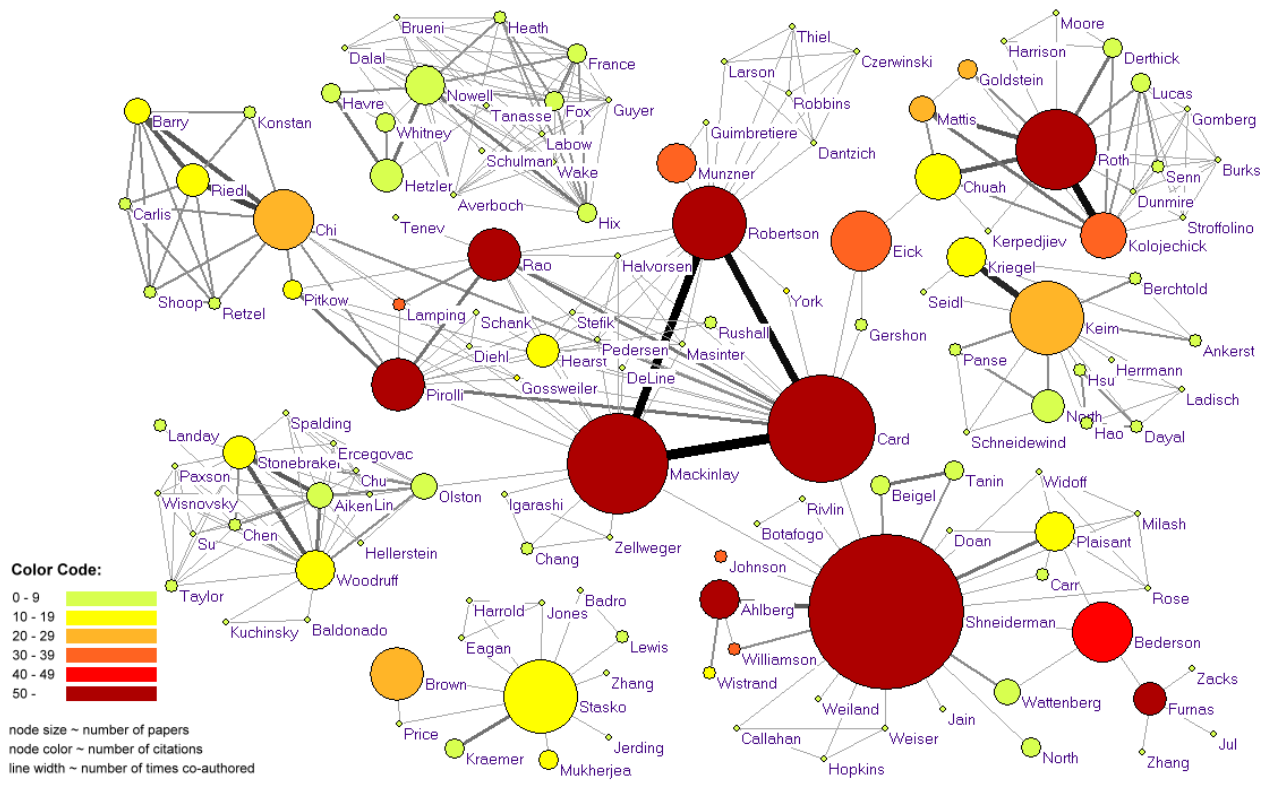 Brueni
Heath
Dalal
France
Nowell
Havre
Tanasse
Fox
Guyer
Whitney
Labow
Schulman
Wake
Hetzler
Averboch
Hix
Tenev
Barry
Konstan
Riedl
Carlis
Chi
Shoop
Retzel
Pitkow
Rao
Lamping
Pirolli
Thiel
Larson
Czerwinski
Robbins
Guimbretiere
Dantzich
Munzner
Robertson
Halvorsen
York
Eick
Gershon
Schank
Stefik
Rushall
Diehl
Hearst
Pedersen
Masinter
Gossweiler
DeLine
Card
Mackinlay
Moore
Harrison
Derthick
Goldstein
Lucas
Mattis
Gomberg
Roth
Chuah
Senn
Burks
Dunmire
Kerpedjiev
Kolojechick
Stroffolino
Kriegel
Seidl
Berchtold
Keim
Panse
Ankerst
Hsu
Herrmann
Ladisch
North
Hao
Dayal
Schneidewind
Landay
Spalding
Stonebraker
Ercegovac
Paxson
Chu
Wisnovsky
Aiken
Lin
Olston
Chen
Su
Hellerstein
Taylor
Woodruff
Kuchinsky
Baldonado
Igarashi
Chang
Zellweger
Rivlin
Botafogo
Beigel
Tanin
Widoff
Milash
Doan
Plaisant
Carr
Rose
Johnson
Ahlberg
Williamson
Wistrand
Shneiderman
Bederson
Wattenberg
Zacks
Furnas
Jul
Zhang
North
Jain
Weiland
Weiser
Callahan
Hopkins
Harrold
Jones
Badro
Eagan
Lewis
Brown
Zhang
Stasko
Price
Jerding
Kraemer
Mukherjea
Color Code:
0 - 9
10 - 19
20 - 29
30 - 39
40 - 49
50 -
node size ~ number of papers
node color ~ number of citations
line width ~ number of times co-authored